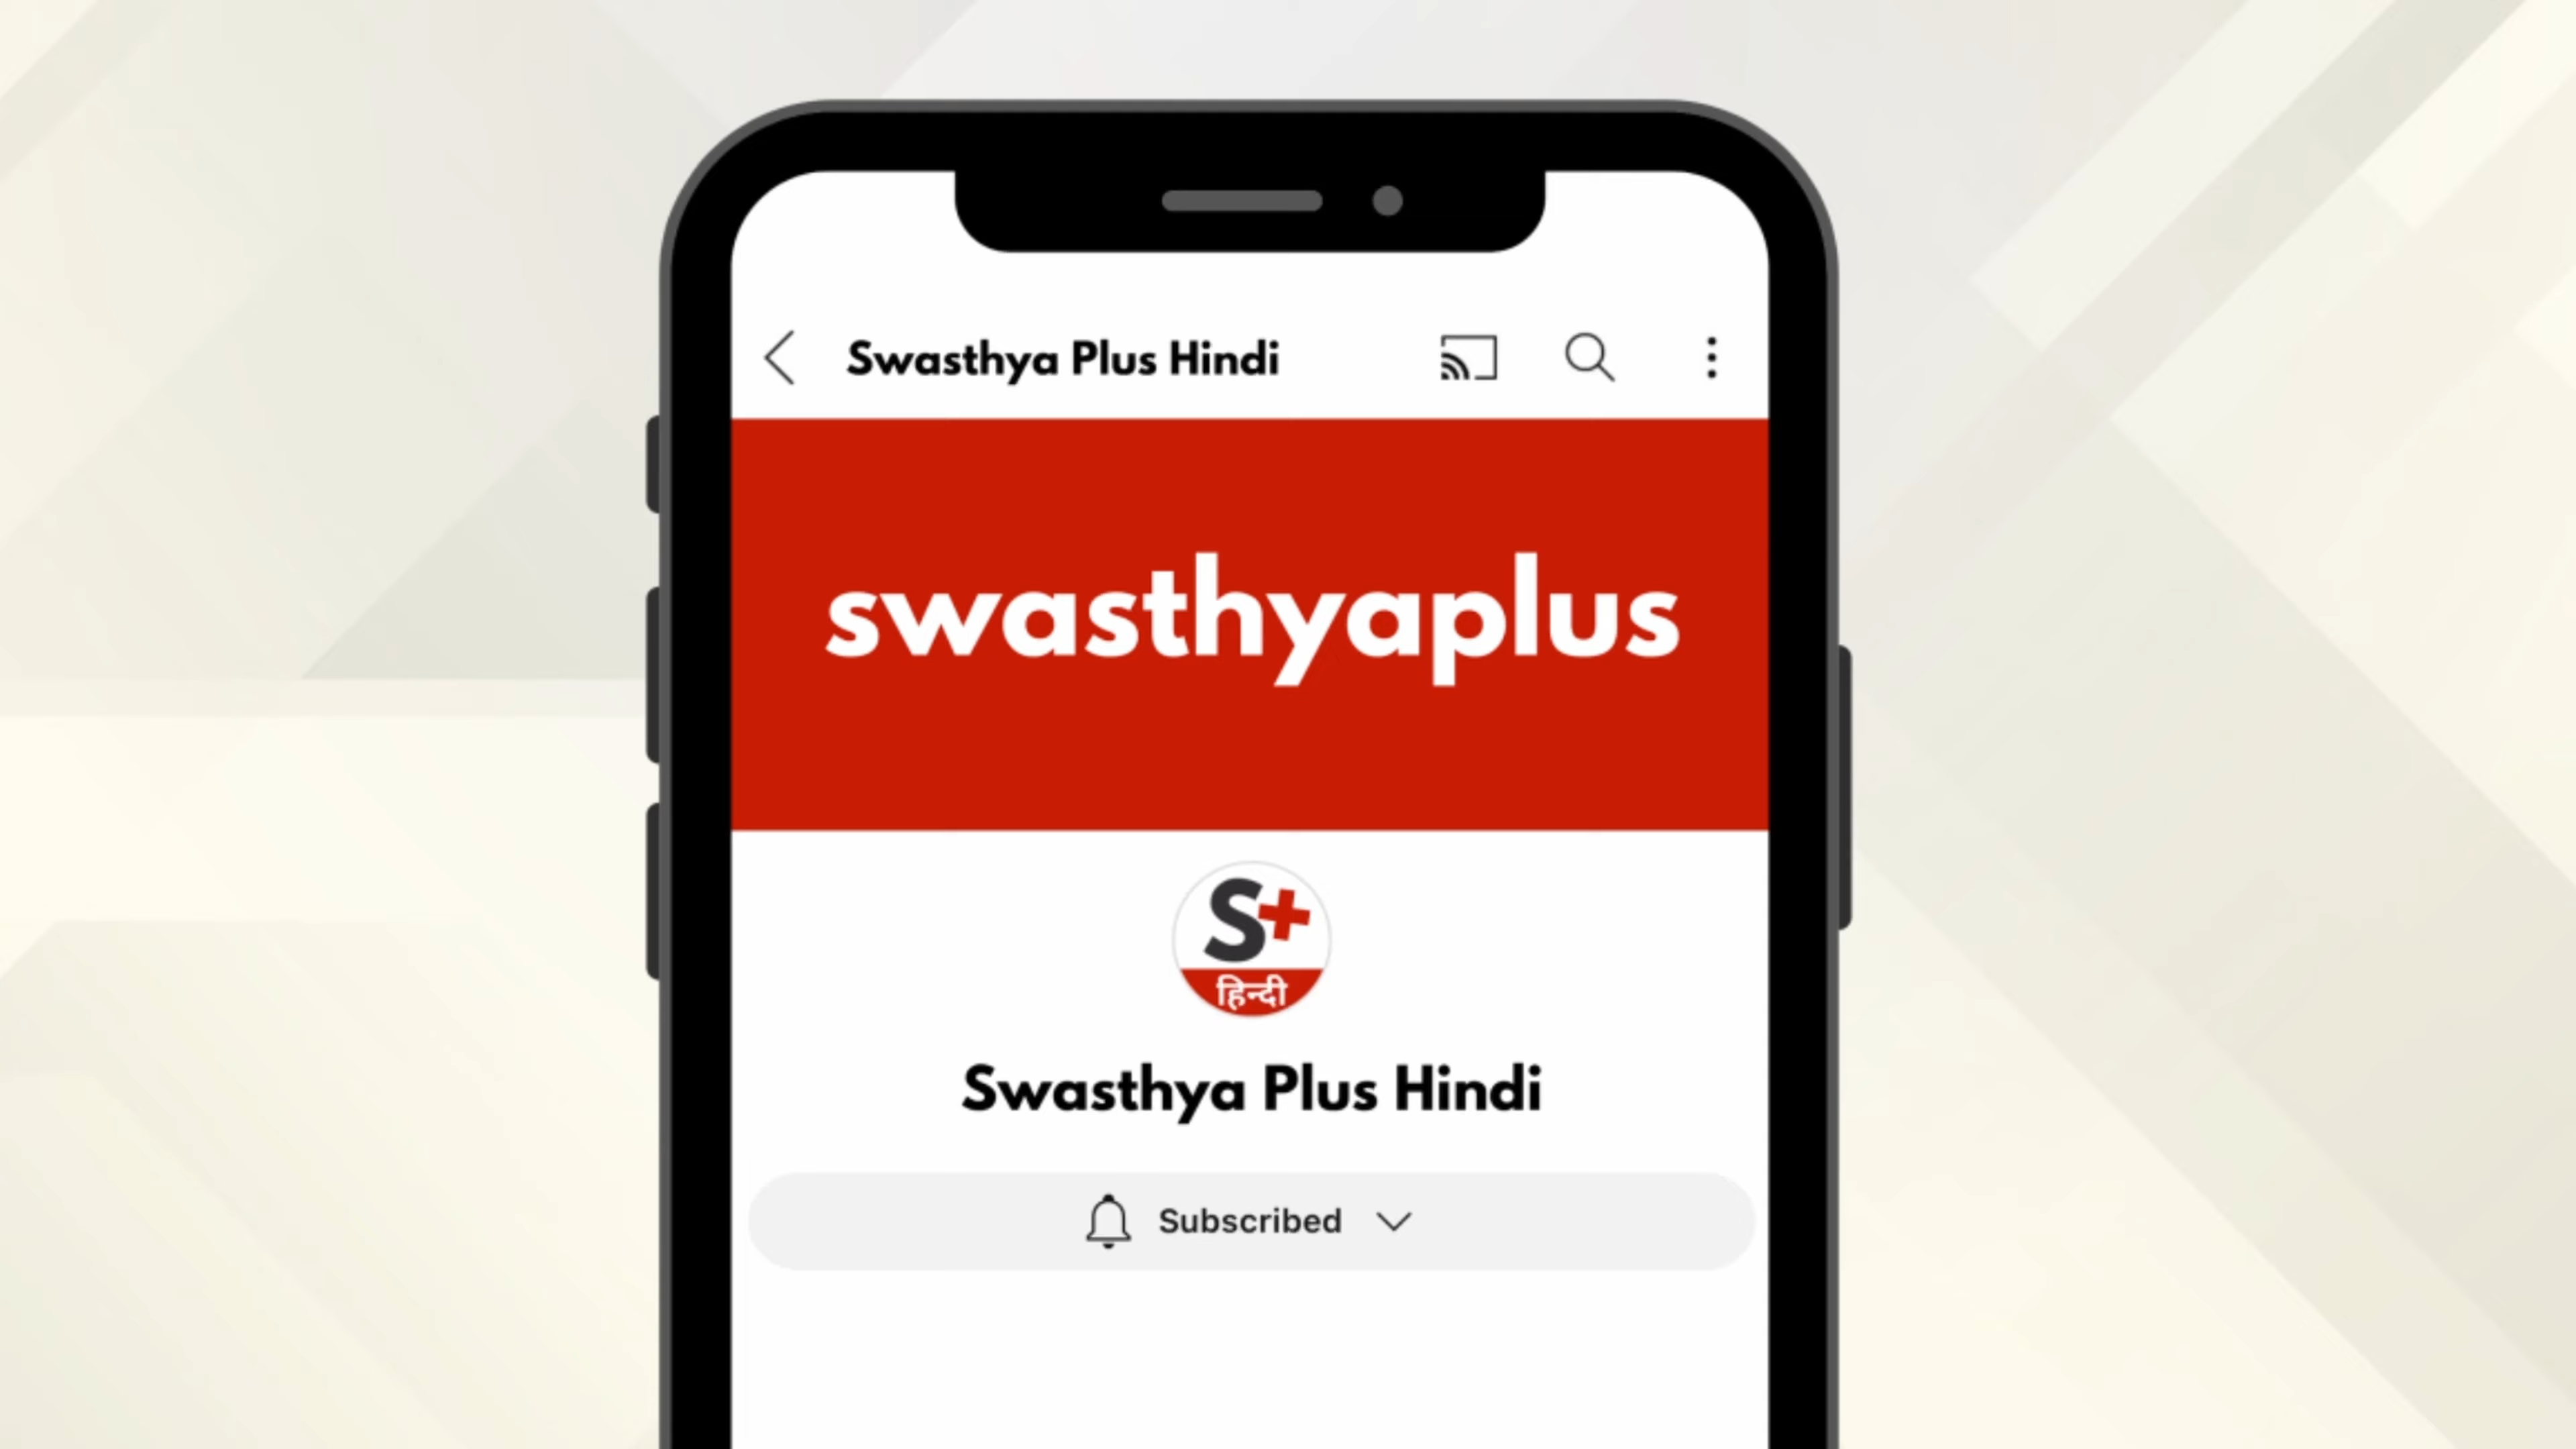 Swasthya Plus Hindi
swasthyaplus
S+
हिन्दी
Swasthya Plus Hindi
Subscribed